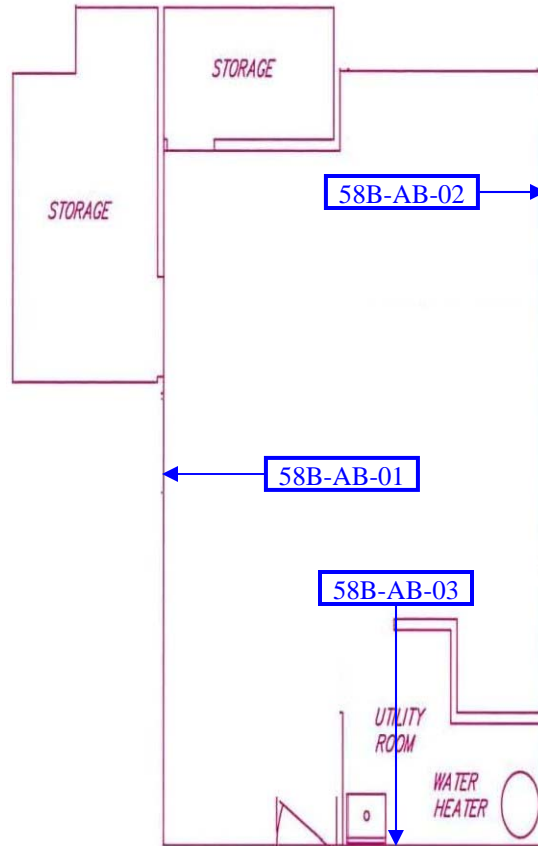 STORAGE
STORAGE
58B-AB-02
58B-AB-01
58B-AB-03
UTILITY
ROOM
WATER
HEATER